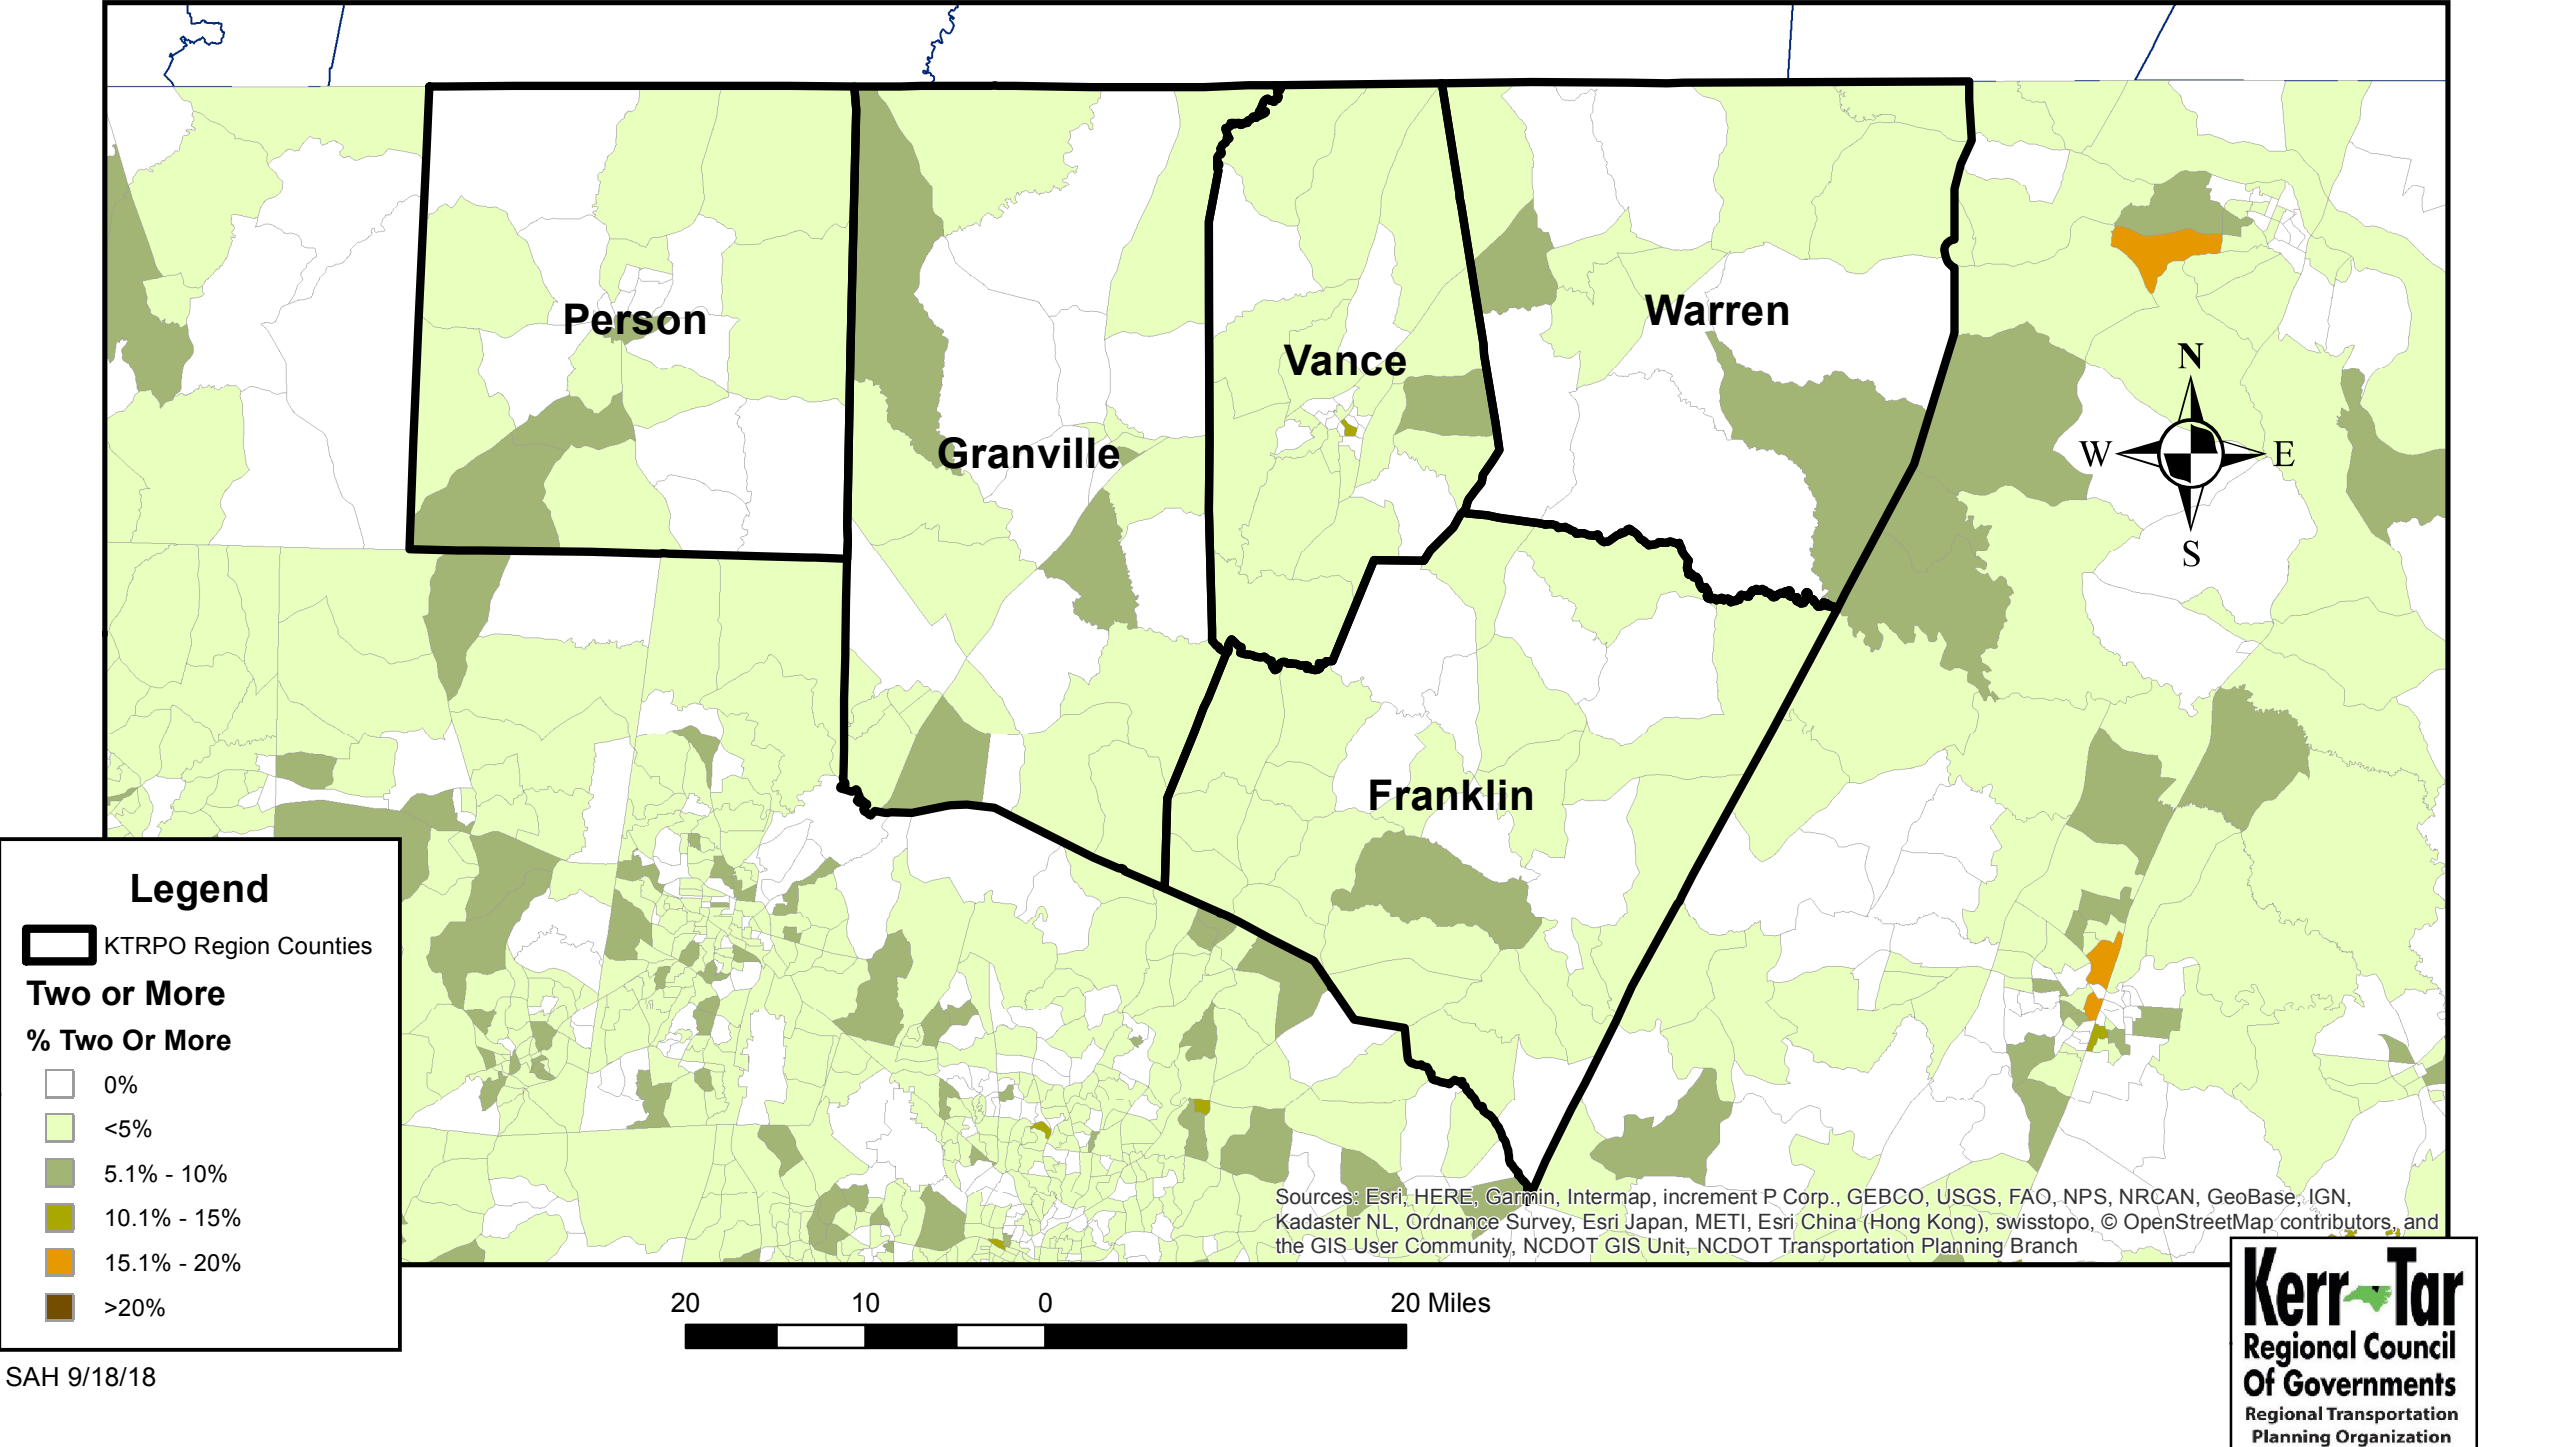 Person
Granville
Vance
Warren
Franklin
N
W
E
S
Legend
KTRPO Region Counties
Two or More
% Two Or More
0%
<5%
5.1% - 10%
10.1% - 15%
15.1% - 20%
>20%
Sources: Esri, HERE, Garmin, Intermap, increment P Corp., GEBCO, USGS, FAO, NPS, NRCAN, GeoBase, IGN,
Kadaster NL, Ordnance Survey, Esri Japan, METI, Esri China (Hong Kong), swisstopo, © OpenStreetMap contributors, and
the GIS User Community, NCDOT GIS Unit, NCDOT Transportation Planning Branch
20 10 0 20 Miles
SAH 9/18/18
Kerr Tar
Regional Council
Of Governments
Regional Transportation
Planning Organization